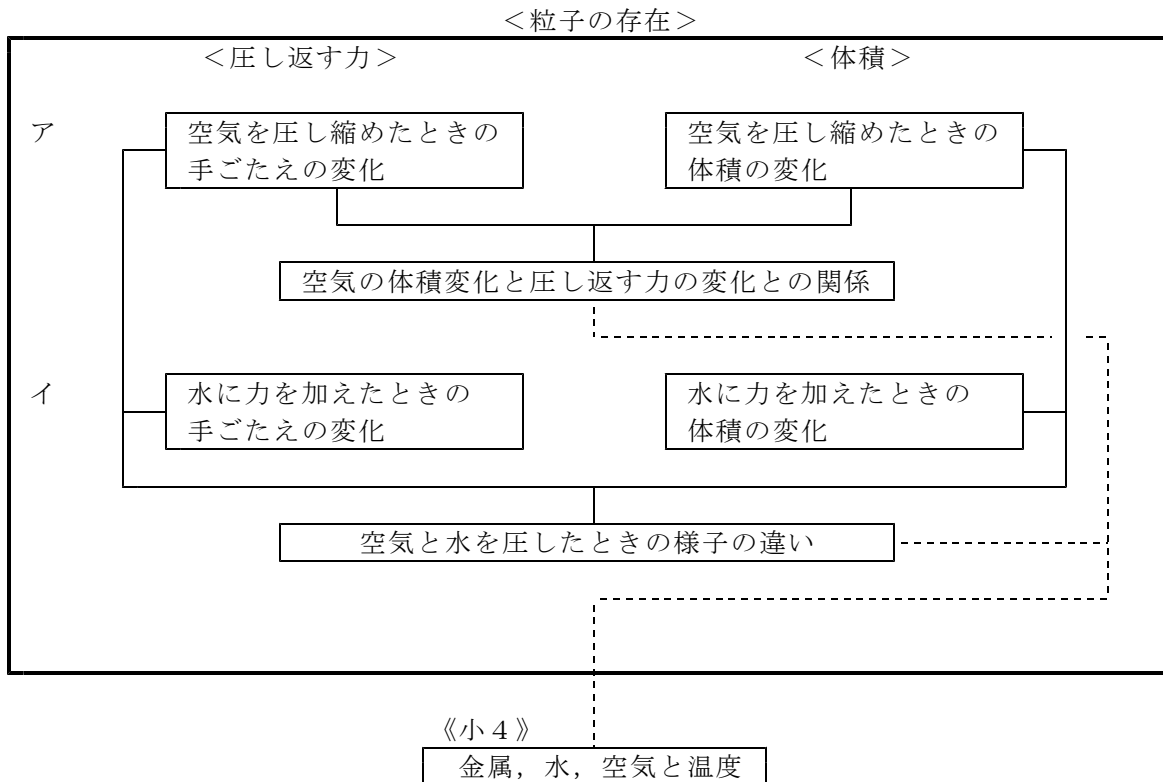 ＜粒子の存在＞
＜圧し返す力＞ ＜体積＞
ア
空気を圧し縮めたときの
手ごたえの変化
空気を圧し縮めたときの
体積の変化
空気の体積変化と圧し返す力の変化との関係
イ
水に力を加えたときの
手ごたえの変化
水に力を加えたときの
体積の変化
空気と水を圧したときの様子の違い
《小４》
金属，水，空気と温度